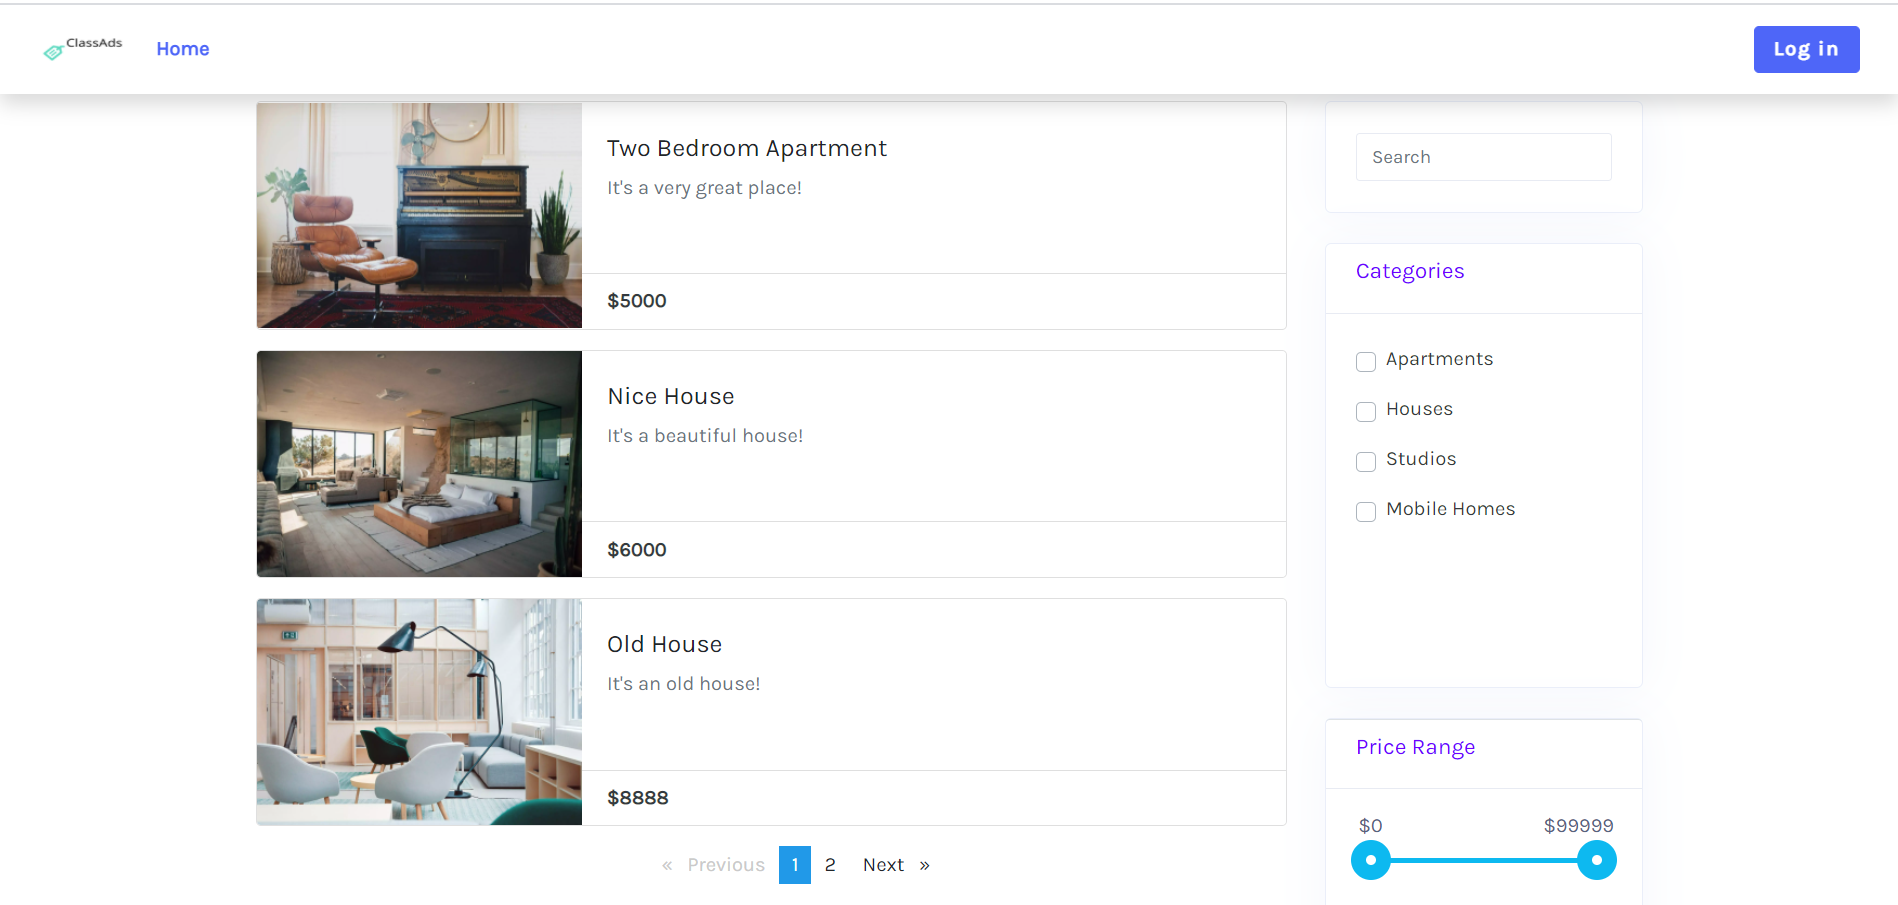 ClassAds
Home
Log in
Two Bedroom Apartment
It's a very great place!
$5000
Nice House
It's a beautiful house!
$6000
Old House
It's an old house!
$8888
« Previous 1 2 Next »
Search
Categories
Apartments
Houses
Studios
Mobile Homes
Price Range
$0 $99999